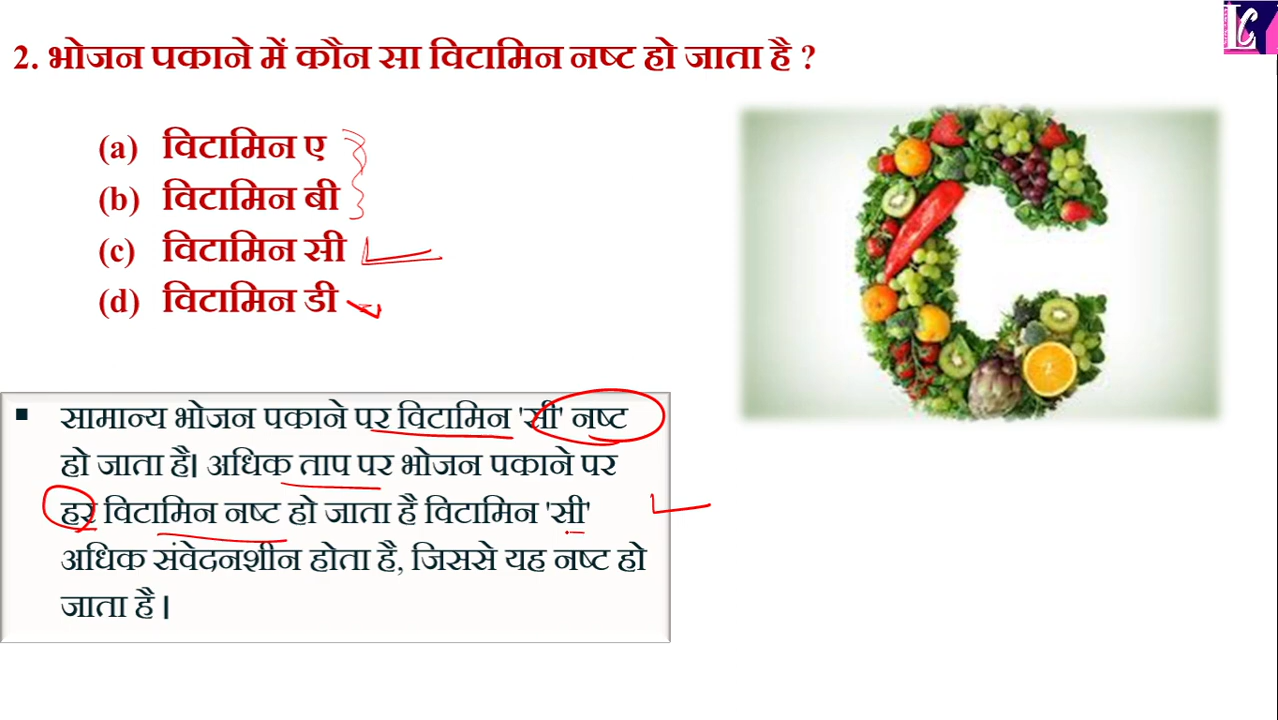 2. भोजन पकाने में कौन सा विटामिन नष्ट हो जाता है ?
(a) विटामिन ए
(b) विटामिन बी
(c) विटामिन सी
(d) विटामिन डी
▪ सामान्य भोजन पकाने पर विटामिन 'सी' नष्ट
हो जाता है। अधिक ताप पर भोजन पकाने पर
हर विटामिन नष्ट हो जाता है विटामिन 'सी'
अधिक संवेदनशील होता है, जिससे यह नष्ट हो
जाता है।
LC
C